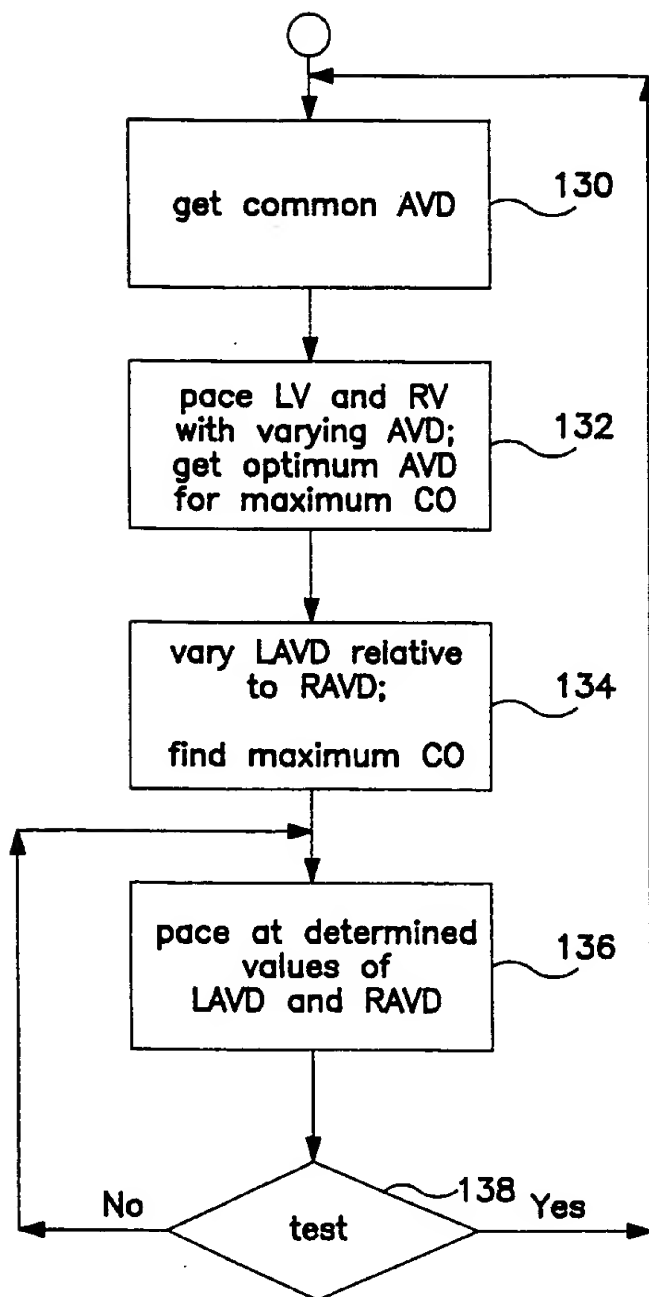 get common AVD
130
pace LV and RV
with varying AVD;
get optimum AVD
for maximum CO
132
vary LAVD relative
to RAVD;
find maximum CO
134
pace at determined
values of
LAVD and RAVD
136
No
test
138
Yes